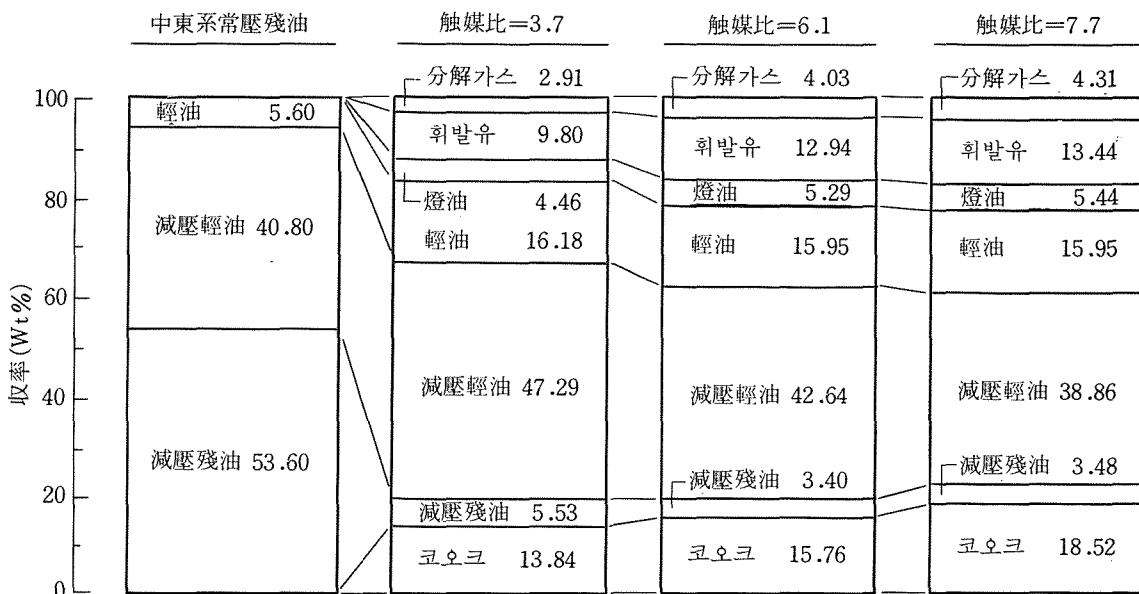 中東系常壓殘油
触媒比=3.7
触媒比=6.1
触媒比=7.7
収率(Wt%)
100
80
60
40
20
0
輕油 5.60
減壓輕油 40.80
減壓殘油 53.60
分解가스 2.91
휘발유 9.80
燈油 4.46
輕油 16.18
減壓輕油 47.29
減壓殘油 5.53
코오크 13.84
分解가스 4.03
휘발유 12.94
燈油 5.29
輕油 15.95
減壓輕油 42.64
減壓殘油 3.40
코오크 15.76
分解가스 4.31
휘발유 13.44
燈油 5.44
輕油 15.95
減壓輕油 38.86
減壓殘油 3.48
코오크 18.52